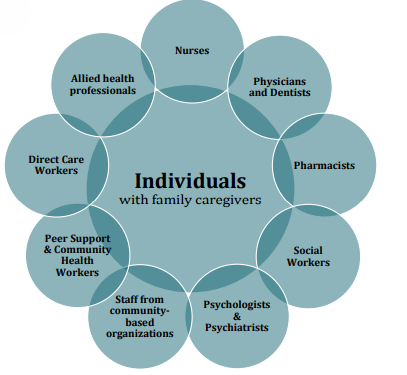 Nurses
Physicians
and Dentists
Pharmacists
Social
Workers
Psychologists
&
Psychiatrists
Staff from
community-
based
organizations
Peer Support
& Community
Health
Workers
Direct Care
Workers
Allied health
professionals
Individuals
with family caregivers